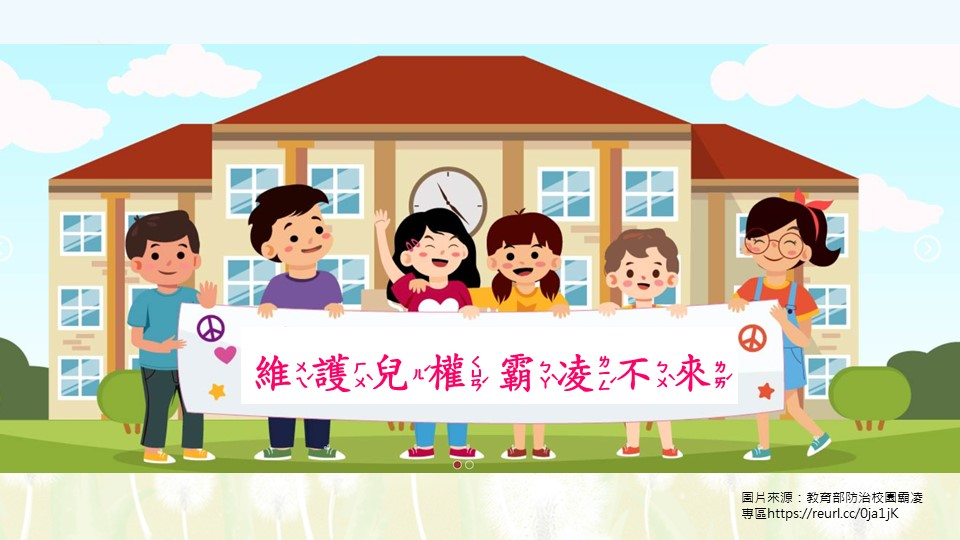 維護兒權 霸凌不來
圖片來源：教育部防治校園霸凌
專區https://reurl.cc/0ja1jK